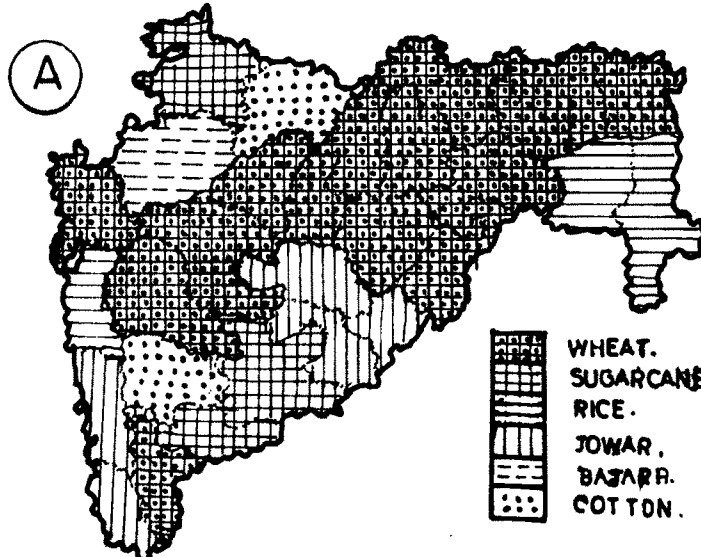 A
WHEAT.
SUGARCANE
RICE.
JOWAR.
BAJARA.
COTTON.